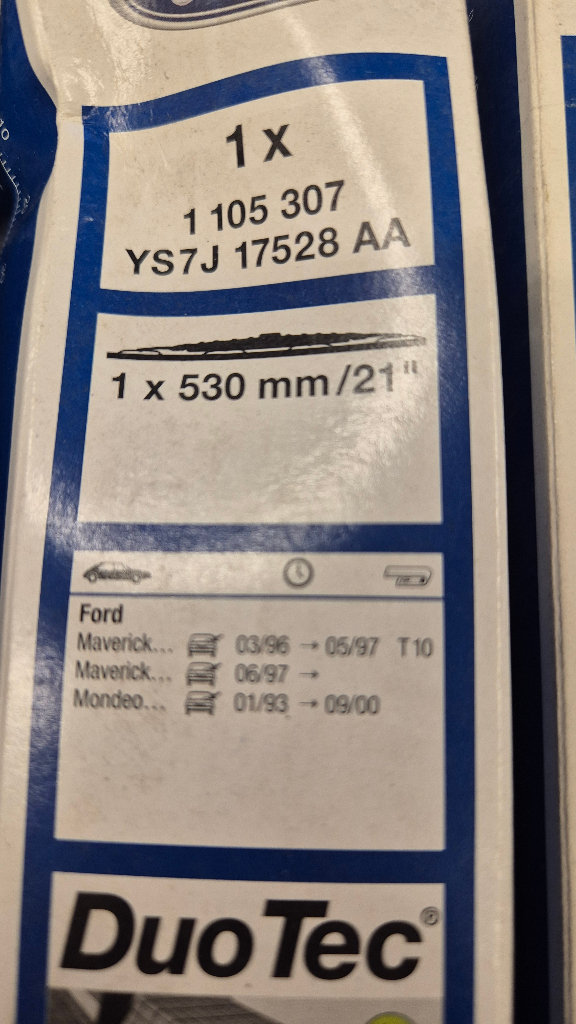 1 x
1 105 307
YS7J 17528 AA
1 x 530 mm/21"
Ford
Maverick... 03/96 → 05/97 T10
Maverick... 06/97 →
Mondeo... 01/93 → 09/00
DuoTec®